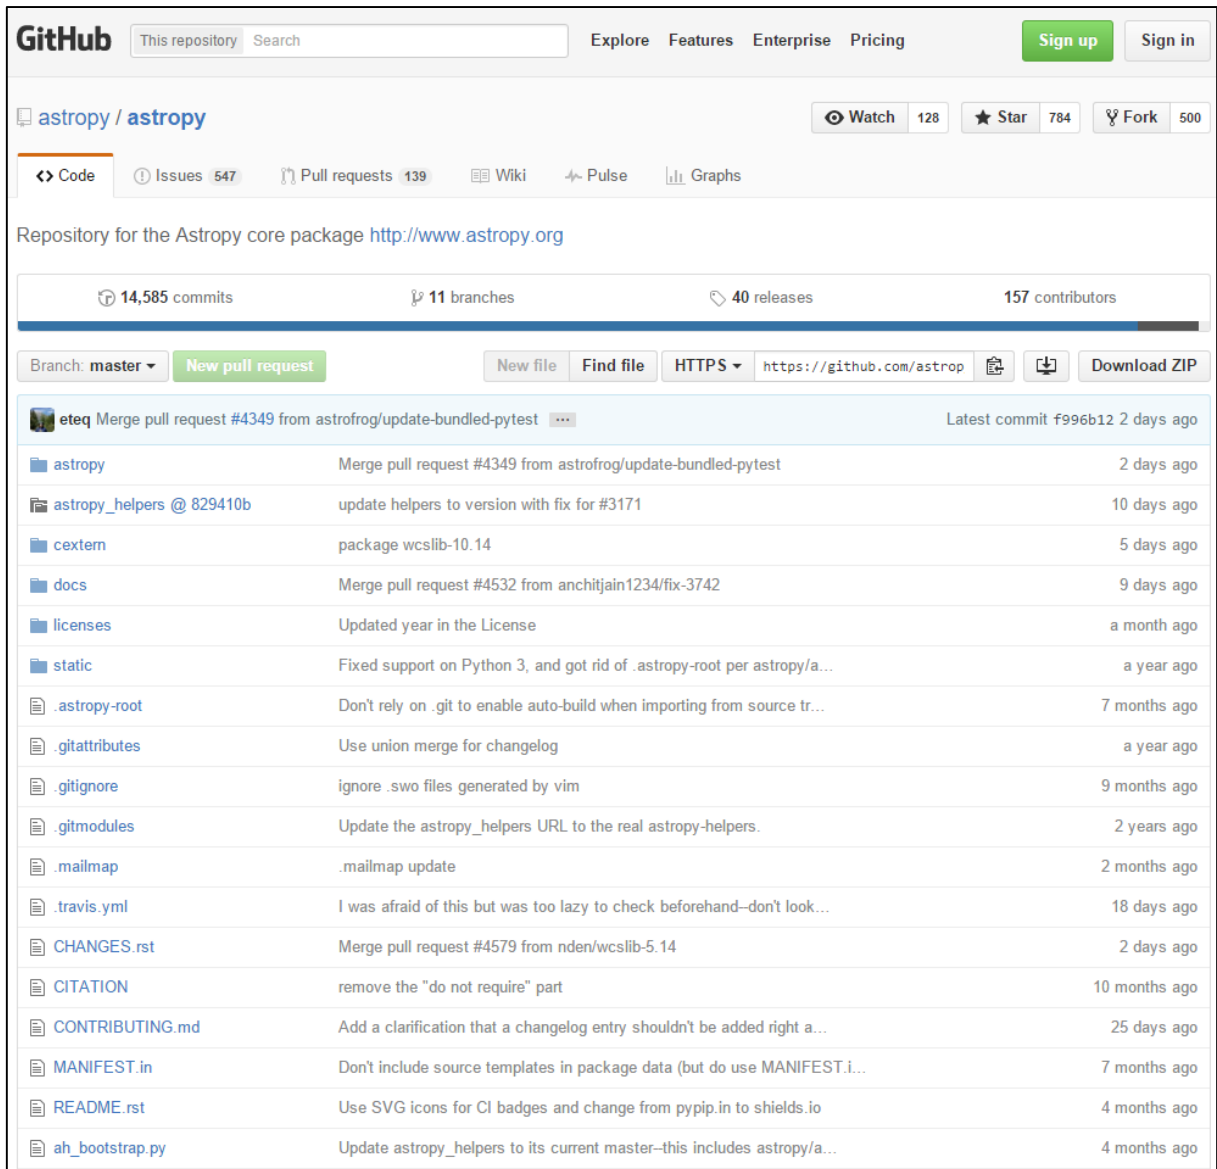 GitHub This repository Search Explore Features Enterprise Pricing Sign up Sign in
astropy / astropy Watch 128 Star 784 Fork 500
Code Issues 547 Pull requests 139 Wiki Pulse Graphs
Repository for the Astropy core package http://www.astropy.org
14,585 commits 11 branches 40 releases 157 contributors
Branch: master New pull request New file Find file HTTPS https://github.com/astrop Download ZIP
eteq Merge pull request #4349 from astrofrog/update-bundled-pytest ... Latest commit f996b12 2 days ago
astropy Merge pull request #4349 from astrofrog/update-bundled-pytest 2 days ago
astropy_helpers @ 829410b update helpers to version with fix for #3171 10 days ago
cextern package wcslib-10.14 5 days ago
docs Merge pull request #4532 from anchitjain1234/fix-3742 9 days ago
licenses Updated year in the License a month ago
static Fixed support on Python 3, and got rid of .astropy-root per astropy/a... a year ago
.astropy-root Don't rely on .git to enable auto-build when importing from source tr... 7 months ago
.gitattributes Use union merge for changelog a year ago
.gitignore ignore .swo files generated by vim 9 months ago
.gitmodules Update the astropy_helpers URL to the real astropy-helpers. 2 years ago
.mailmap .mailmap update 2 months ago
.travis.yml I was afraid of this but was too lazy to check beforehand--don't look... 18 days ago
CHANGES.rst Merge pull request #4579 from nden/wcslib-5.14 2 days ago
CITATION remove the "do not require" part 10 months ago
CONTRIBUTING.md Add a clarification that a changelog entry shouldn't be added right a... 25 days ago
MANIFEST.in Don't include source templates in package data (but do use MANIFEST.i... 7 months ago
README.rst Use SVG icons for CI badges and change from pypip.in to shields.io 4 months ago
ah_bootstrap.py Update astropy_helpers to its current master--this includes astropy/a... 4 months ago